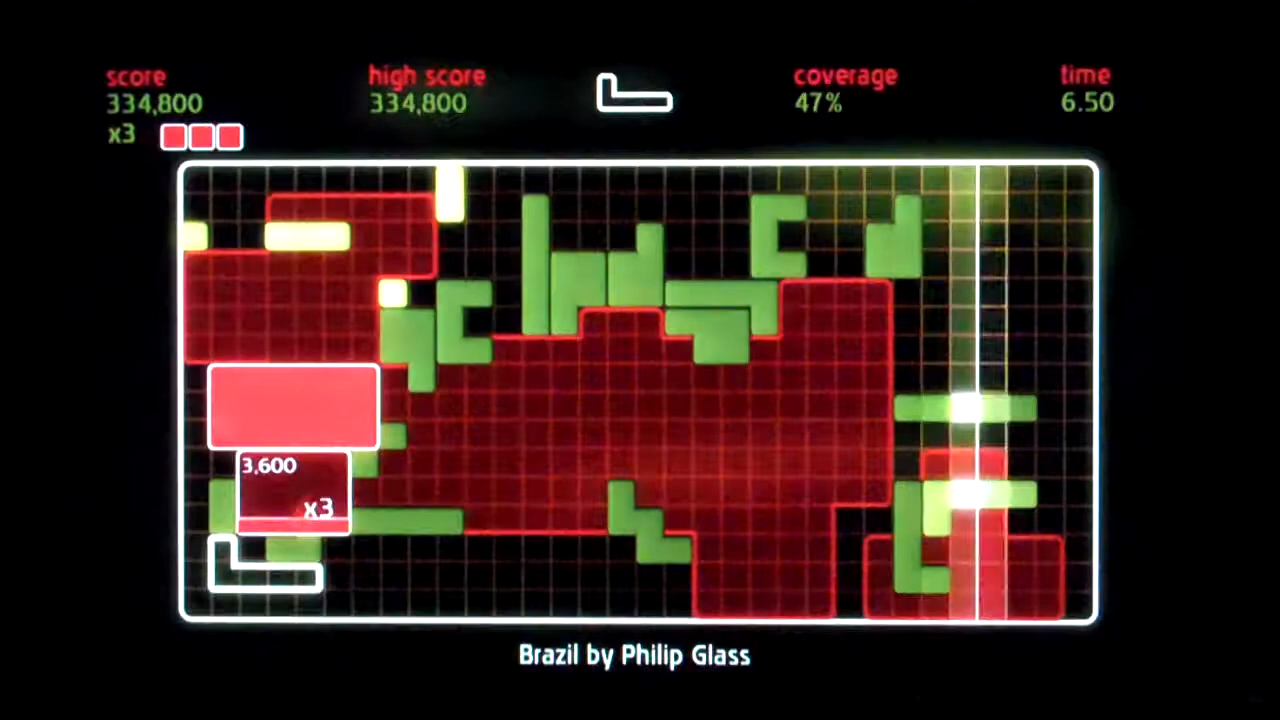 score high score coverage time
334,800 334,800 47% 6.50
x3
3,600
x3
Brazil by Philip Glass